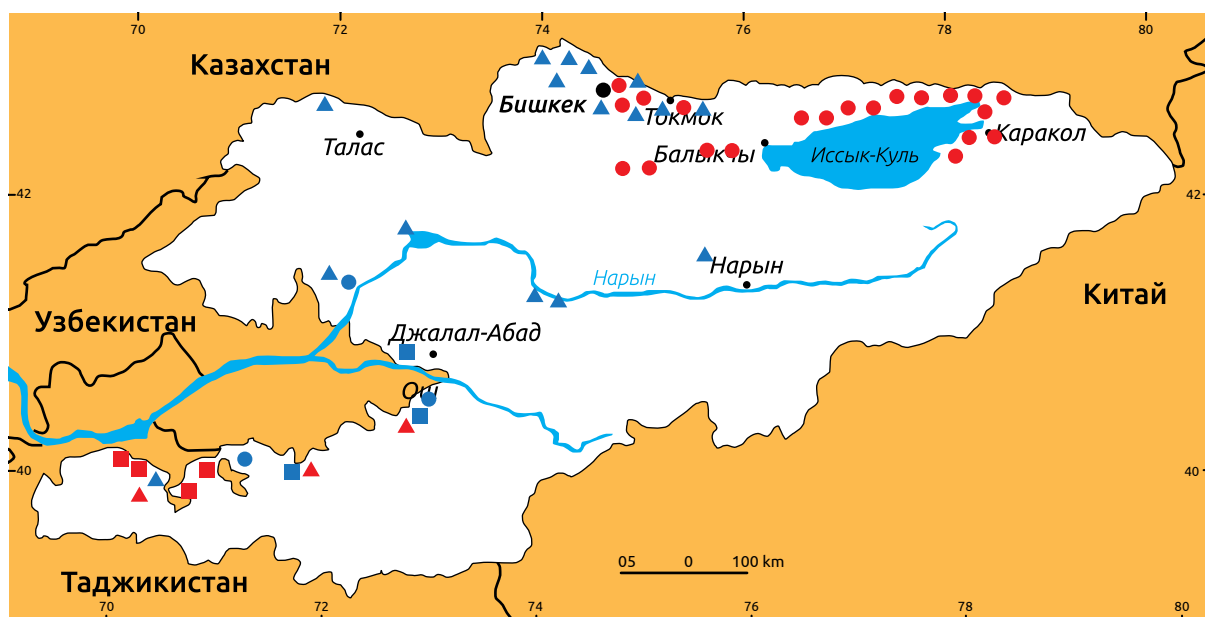 70 72 74 76 78 80
Казахстан
Бишкек
Токмок
Талас
Балыкчы
Иссык-Куль
Каракол
42 42
Нарын
Нарын
Китай
Узбекистан
Джалал-Абад
Ош
40 40
05 0 100 km
Таджикистан
70 72 74 76 78 80